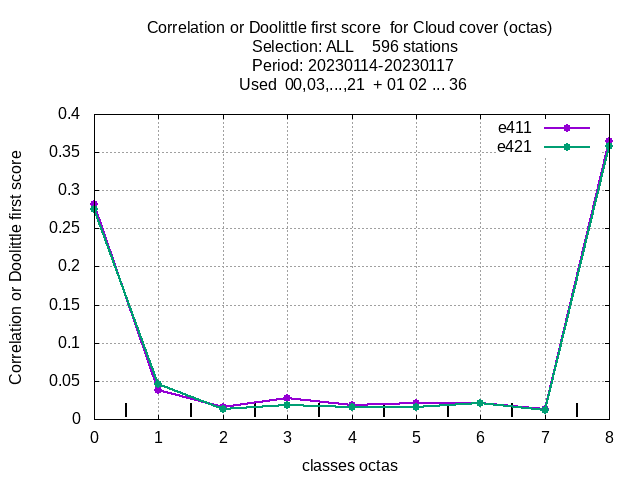 Correlation or Doolittle first score  for Cloud cover (octas)
Selection: ALL    596 stations
Period: 20230114-20230117
Used  00,03,...,21  + 01 02 ... 36
e411
e421
Correlation or Doolittle first score
0.4
0.35
0.3
0.25
0.2
0.15
0.1
0.05
0
0 1 2 3 4 5 6 7 8
classes octas